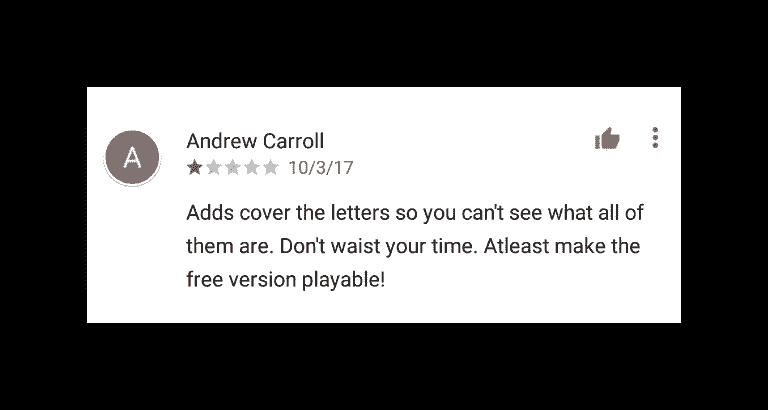 A
Andrew Carroll
10/3/17
Adds cover the letters so you can't see what all of
them are. Don't waist your time. Atleast make the
free version playable!